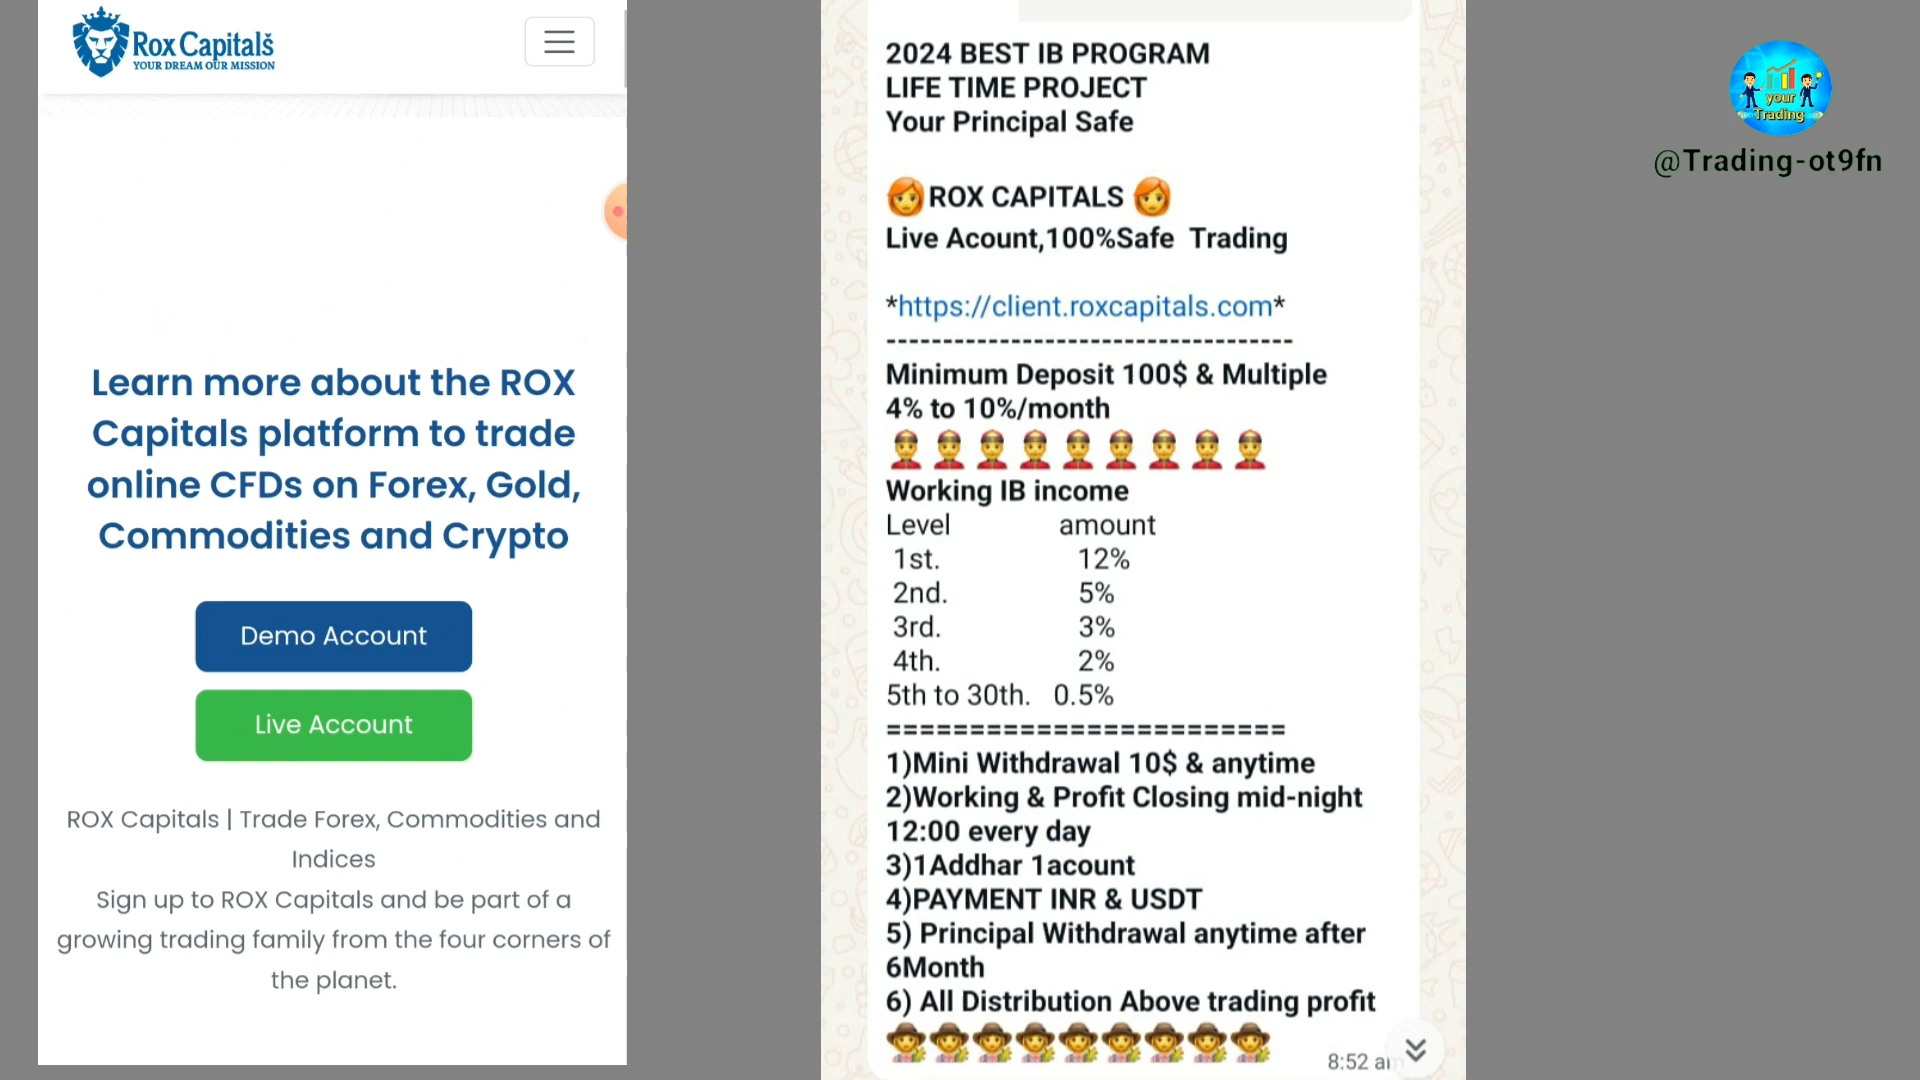 Rox Capitalš
YOUR DREAM OUR MISSION
Learn more about the ROX
Capitals platform to trade
online CFDs on Forex, Gold,
Commodities and Crypto
Demo Account
Live Account
ROX Capitals | Trade Forex, Commodities and
Indices
Sign up to ROX Capitals and be part of a
growing trading family from the four corners of
the planet.
2024 BEST IB PROGRAM
LIFE TIME PROJECT
Your Principal Safe
ROX CAPITALS
Live Acount,100%Safe Trading
*https://client.roxcapitals.com*
------------------------------------
Minimum Deposit 100$ & Multiple
4% to 10%/month
Working IB income
Level amount
1st. 12%
2nd. 5%
3rd. 3%
4th. 2%
5th to 30th. 0.5%
========================
1)Mini Withdrawal 10$ & anytime
2)Working & Profit Closing mid-night
12:00 every day
3)1Addhar 1acount
4)PAYMENT INR & USDT
5) Principal Withdrawal anytime after
6Month
6) All Distribution Above trading profit
8:52 am
your
Trading
@Trading-ot9fn